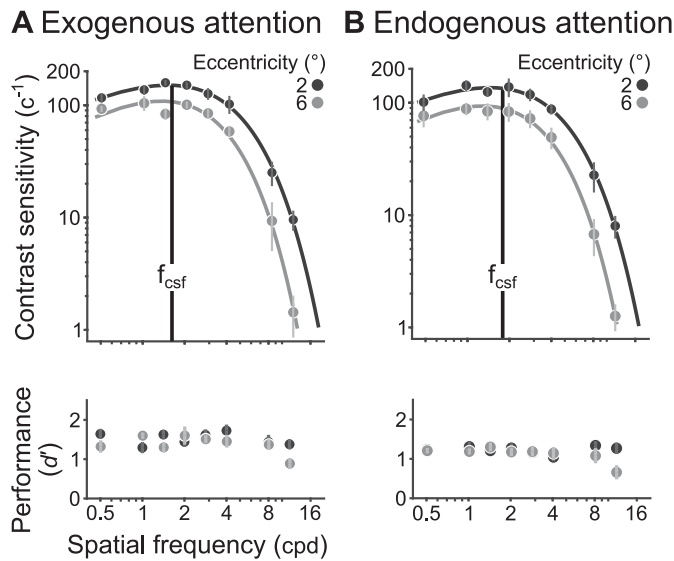 A Exogenous attention
B Endogenous attention
Eccentricity (°)
2
6
Eccentricity (°)
2
6
Contrast sensitivity (c⁻¹)
200
100
10
1
200
100
10
1
f_csf
f_csf
Performance
(d′)
2
1
0
2
1
0
0.5 1 2 4 8 16
0.5 1 2 4 8 16
Spatial frequency (cpd)